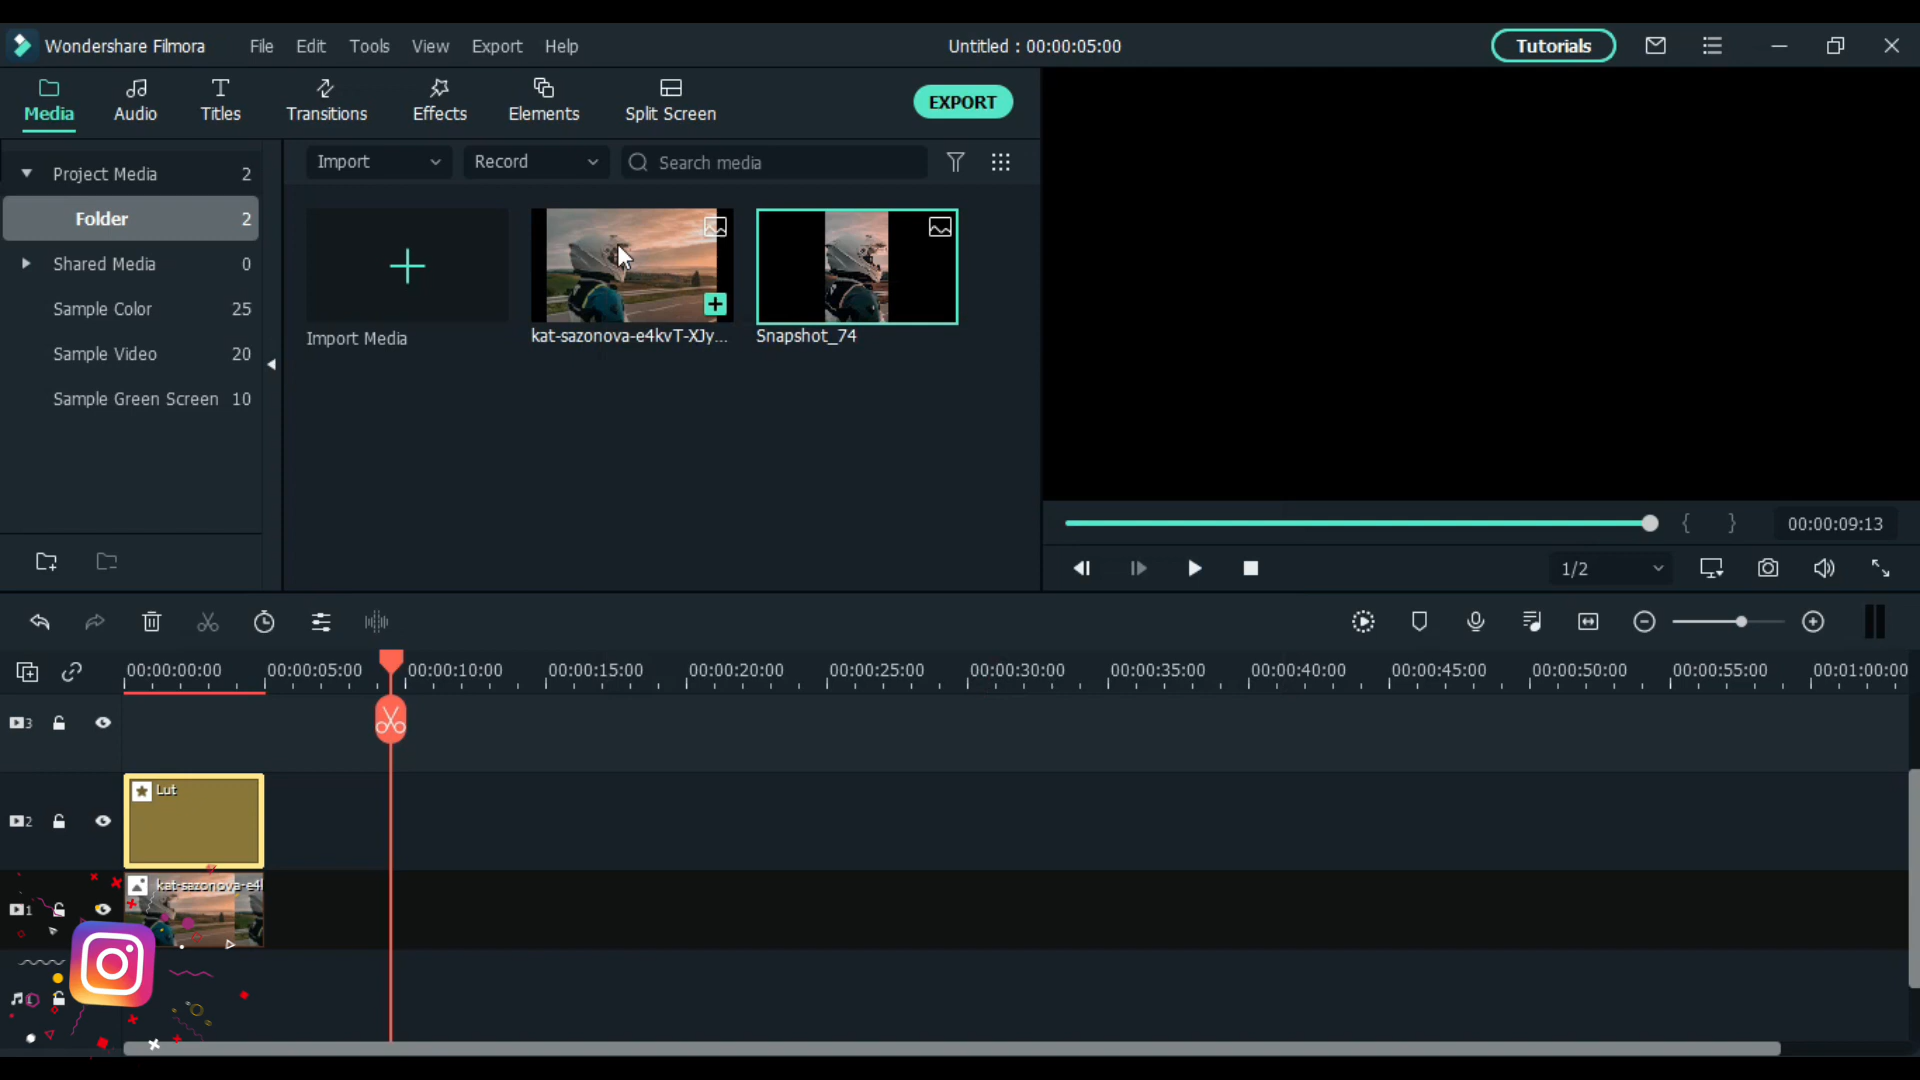 Wondershare Filmora
File
Edit
Tools
View
Export
Help
Untitled : 00:00:05:00
Tutorials
Media
Audio
Titles
Transitions
Effects
Elements
Split Screen
EXPORT
Project Media 2
Folder 2
Shared Media 0
Sample Color 25
Sample Video 20
Sample Green Screen 10
Import
Record
Search media
Import Media
kat-sazonova-e4kvT-XJy...
Snapshot_74
00:00:09:13
1/2
00:00:00:00
00:00:05:00
00:00:10:00
00:00:15:00
00:00:20:00
00:00:25:00
00:00:30:00
00:00:35:00
00:00:40:00
00:00:45:00
00:00:50:00
00:00:55:00
00:01:00:00
3
2
Lut
1
kat-sazonova-e4